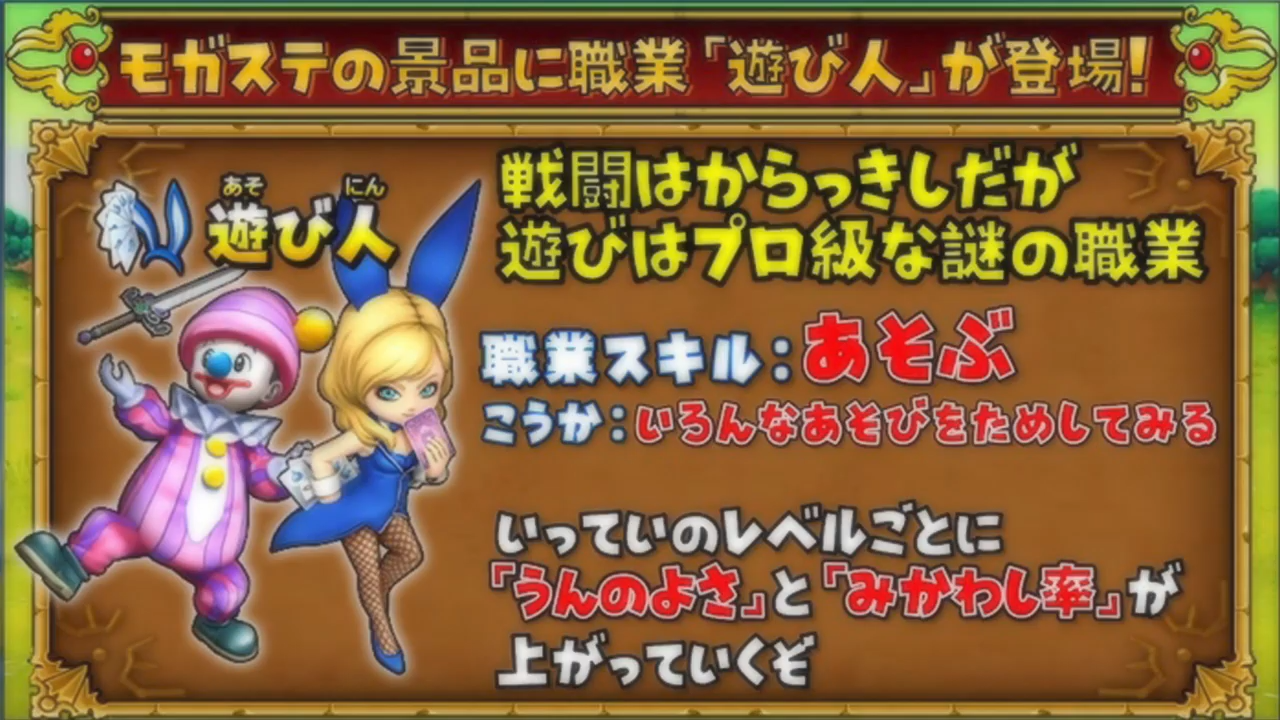 モガステの景品に職業「遊び人」が登場!
あそ にん
遊び人
戦闘はからっきしだが
遊びはプロ級な謎の職業
職業スキル:あそぶ
こうか:いろんなあそびをためしてみる
いっていのレベルごとに
『うんのよさ』と『みかわし率』が
上がっていくぞ